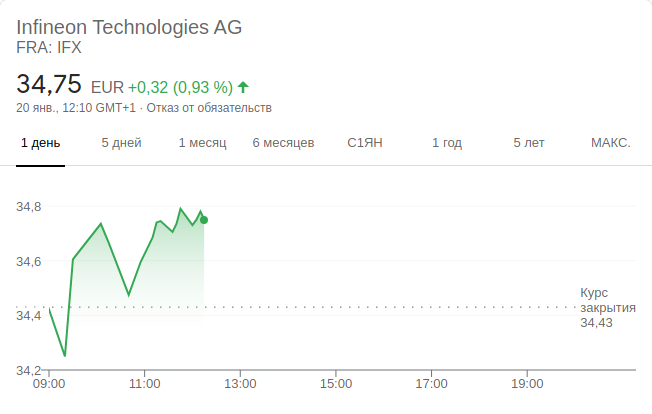 Infineon Technologies AG
FRA: IFX
34,75 EUR +0,32 (0,93 %)
20 янв., 12:10 GMT+1 · Отказ от обязательств
1 день 5 дней 1 месяц 6 месяцев С1ЯН 1 год 5 лет МАКС.
34,8
34,6
Курс
закрытия
34,4
34,43
34,2
09:00 11:00 13:00 15:00 17:00 19:00